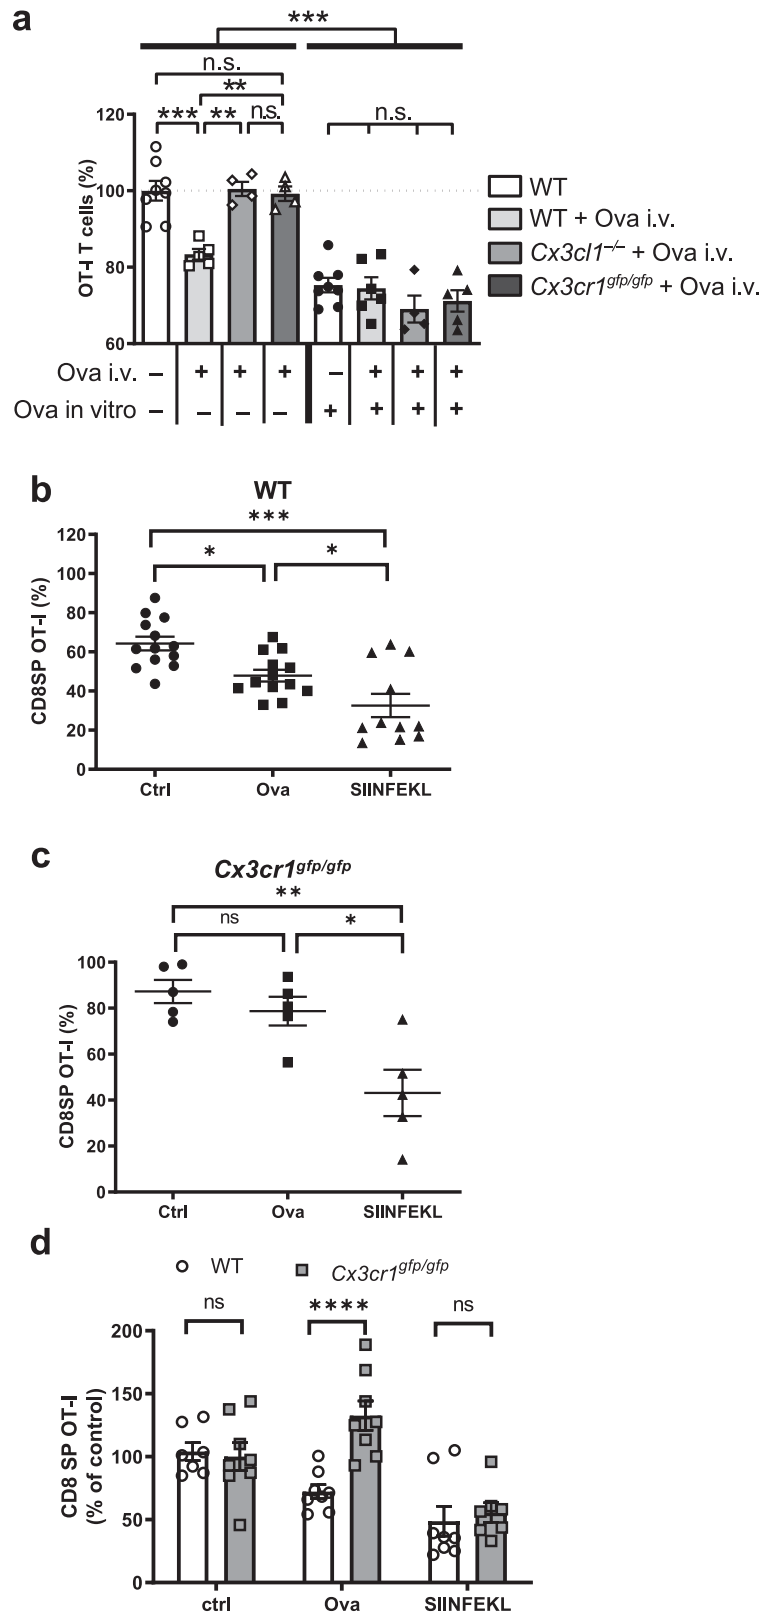 a
***
n.s.
**
*** ** n.s.
n.s.
120
100
80
60
OT-I T cells (%)
WT
WT + Ova i.v.
Cx3cl1–/– + Ova i.v.
Cx3cr1gfp/gfp + Ova i.v.
Ova i.v. – + + + – + + +
Ova in vitro – – – – + + + +
b
WT
***
* *
120
100
80
60
40
20
0
CD8SP OT-I (%)
Ctrl Ova SIINFEKL
c
Cx3cr1gfp/gfp
**
ns *
100
80
60
40
20
0
CD8SP OT-I (%)
Ctrl Ova SIINFEKL
d
WT Cx3cr1gfp/gfp
ns **** ns
200
150
100
50
0
CD8 SP OT-I
(% of control)
ctrl Ova SIINFEKL